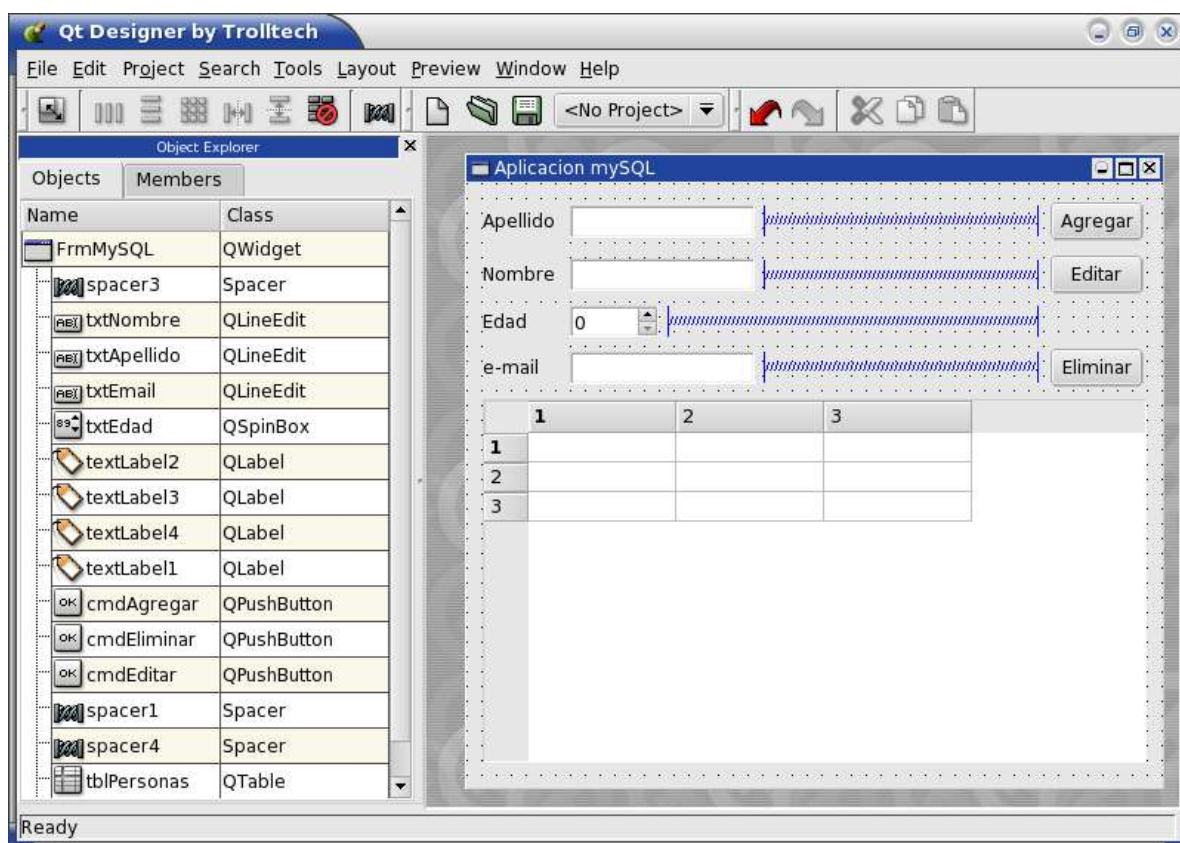 Qt Designer by Trolltech
File Edit Project Search Tools Layout Preview Window Help
<No Project>
Object Explorer
Objects Members
Name Class
FrmMySQL QWidget
spacer3 Spacer
txtNombre QLineEdit
txtApellido QLineEdit
txtEmail QLineEdit
txtEdad QSpinBox
textLabel2 QLabel
textLabel3 QLabel
textLabel4 QLabel
textLabel1 QLabel
cmdAgregar QPushButton
cmdEliminar QPushButton
cmdEditar QPushButton
spacer1 Spacer
spacer4 Spacer
tblPersonas QTable
Aplicacion mySQL
Apellido Agregar
Nombre Editar
Edad 0
e-mail Eliminar
1 2 3
1
2
3
Ready